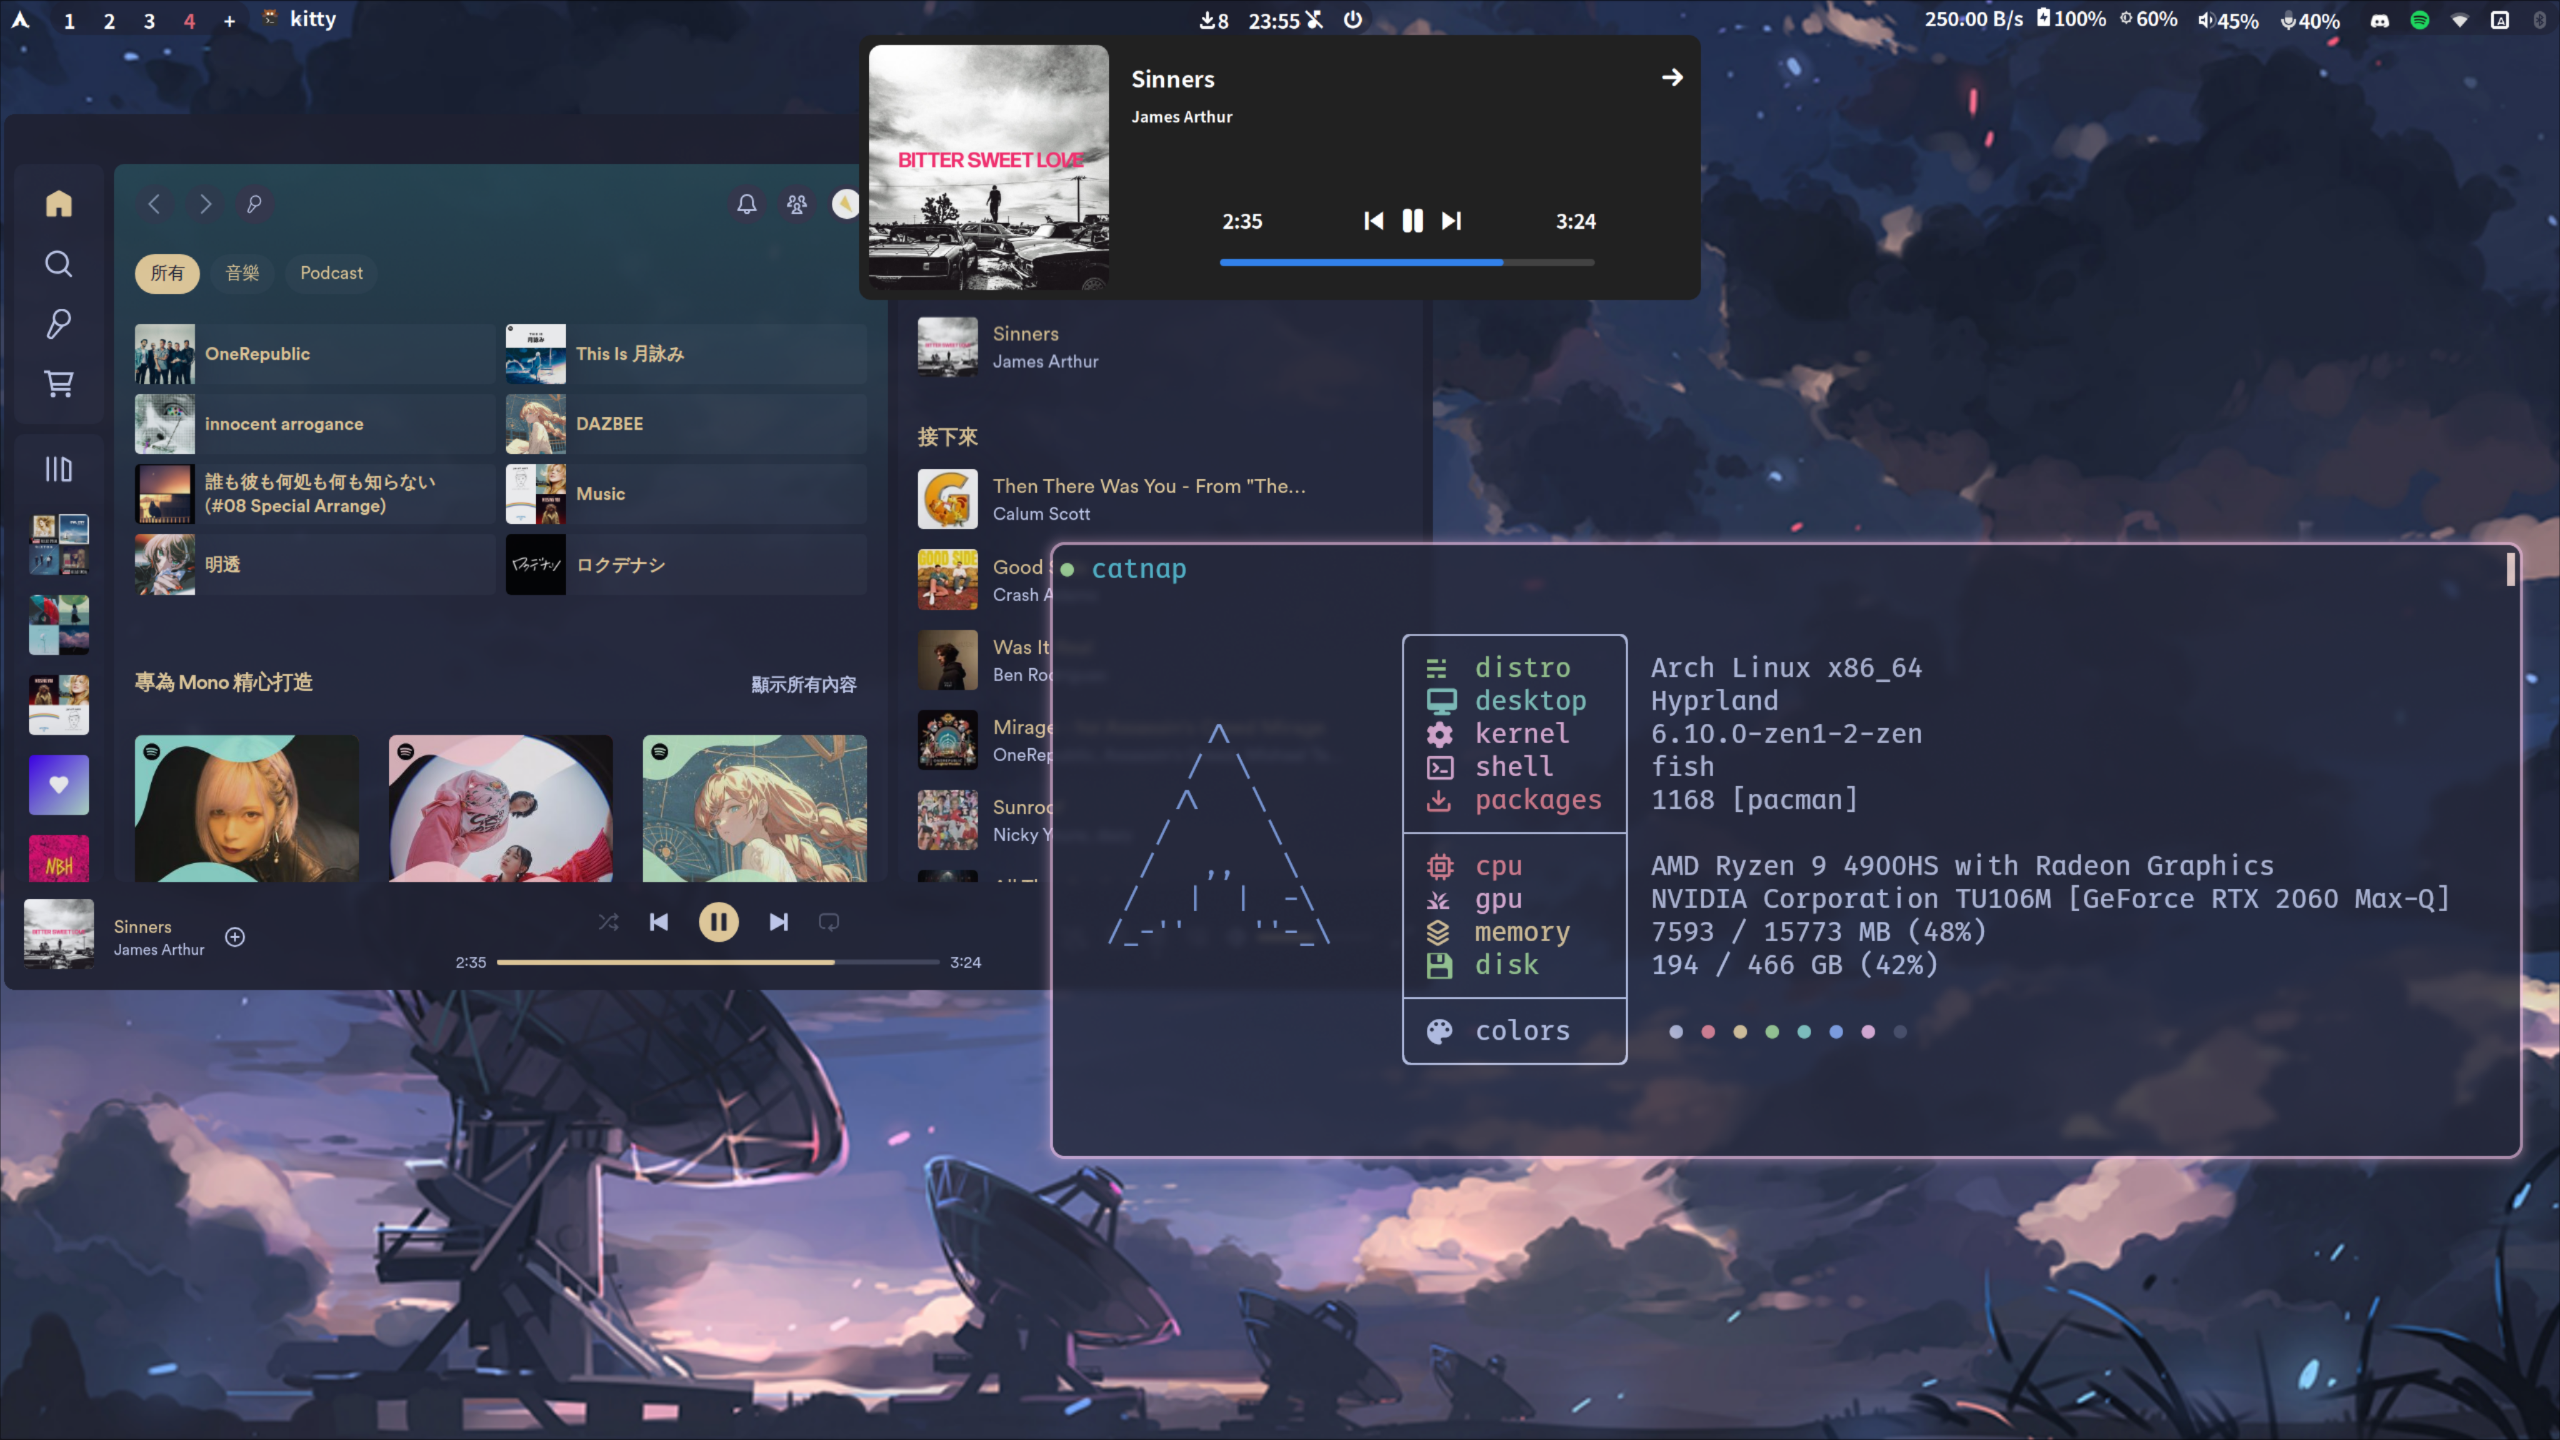 1 2 3 4 + kitty
8 23:55
250.00 B/s 100% 60% 45% 40%
Sinners
James Arthur
BITTER SWEET LOVE
2:35 3:24
所有 音樂 Podcast
OneRepublic
This Is 月詠み
innocent arrogance
DAZBEE
誰も彼も何処も何も知らない
(#08 Special Arrange)
Music
明透
ロクデナシ
專為 Mono 精心打造
顯示所有內容
NBH
Sinners
James Arthur
接下來
Then There Was You - From "The...
Calum Scott
GOOD SIDE
Good
Crash
Was It
Ben
Mirage
Nicky
Sinners
James Arthur
2:35 3:24
catnap
distro Arch Linux x86_64
desktop Hyprland
kernel 6.10.0-zen1-2-zen
shell fish
packages 1168 [pacman]
cpu AMD Ryzen 9 4900HS with Radeon Graphics
gpu NVIDIA Corporation TU106M [GeForce RTX 2060 Max-Q]
memory 7593 / 15773 MB (48%)
disk 194 / 466 GB (42%)
colors